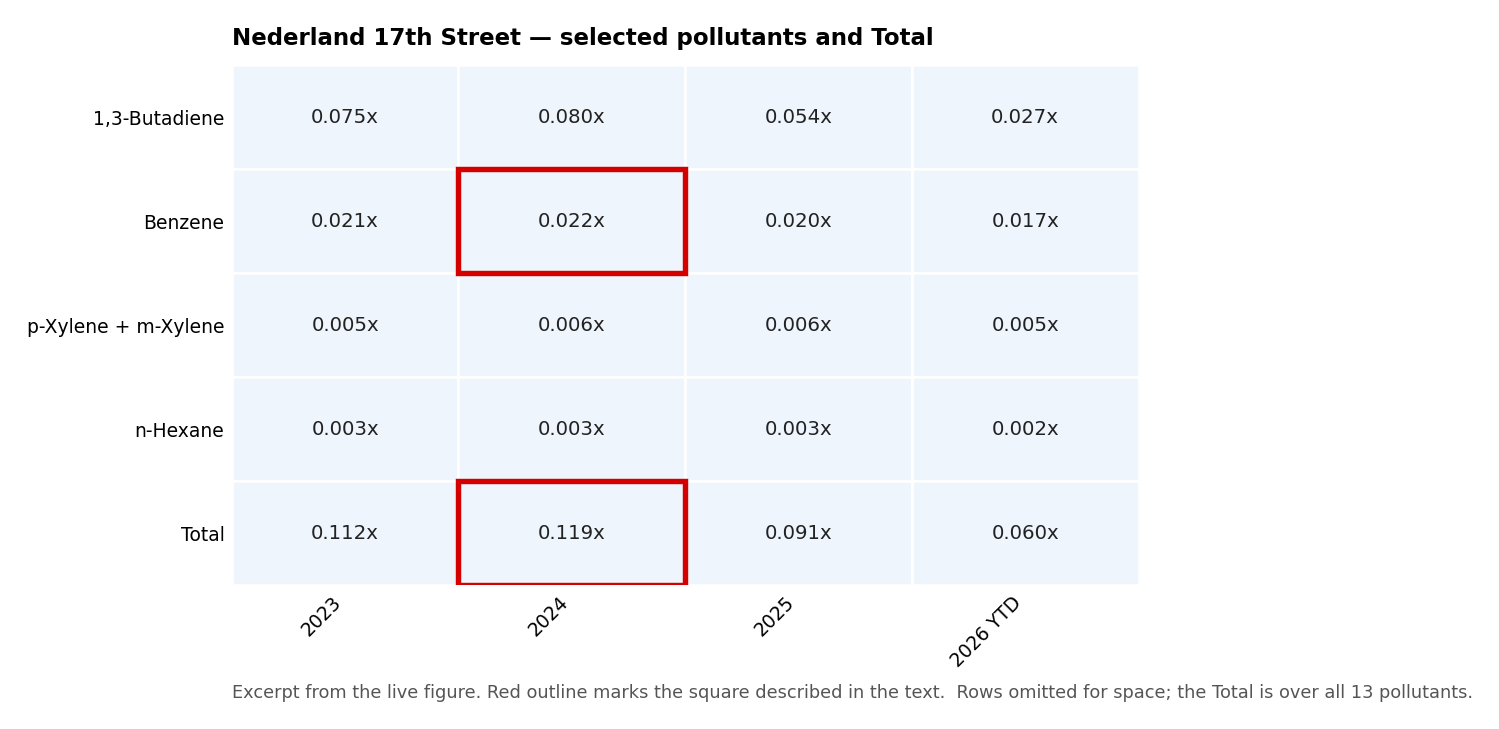 Nederland 17th Street — selected pollutants and Total
1,3-Butadiene 0.075x 0.080x 0.054x 0.027x
Benzene 0.021x 0.022x 0.020x 0.017x
p-Xylene + m-Xylene 0.005x 0.006x 0.006x 0.005x
n-Hexane 0.003x 0.003x 0.003x 0.002x
Total 0.112x 0.119x 0.091x 0.060x
2023 2024 2025 2026 YTD
Excerpt from the live figure. Red outline marks the square described in the text.  Rows omitted for space; the Total is over all 13 pollutants.